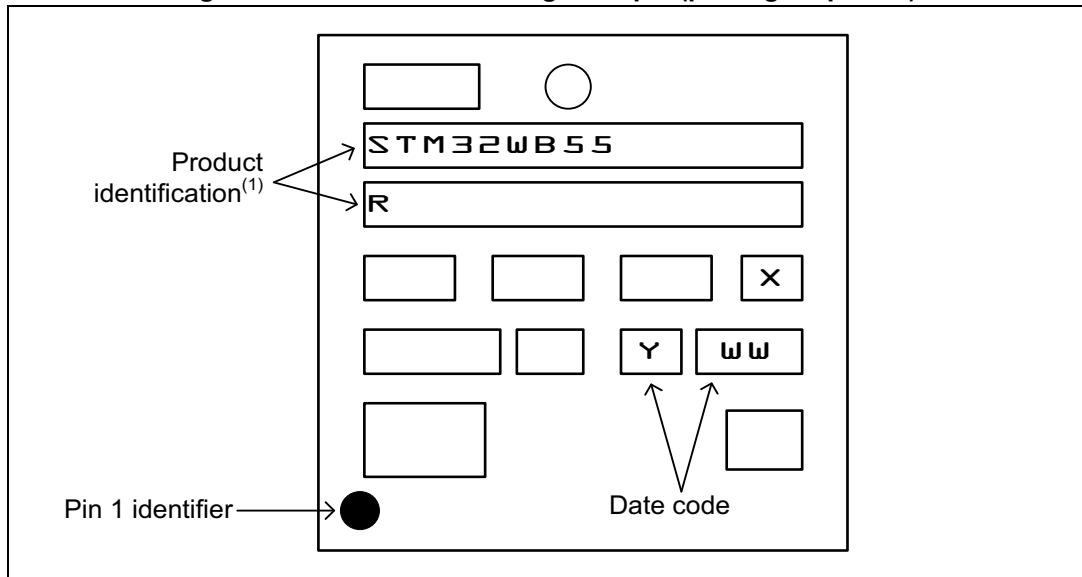 Product
identification(1)
STM32WB55
R
X
Y WW
Pin 1 identifier
Date code